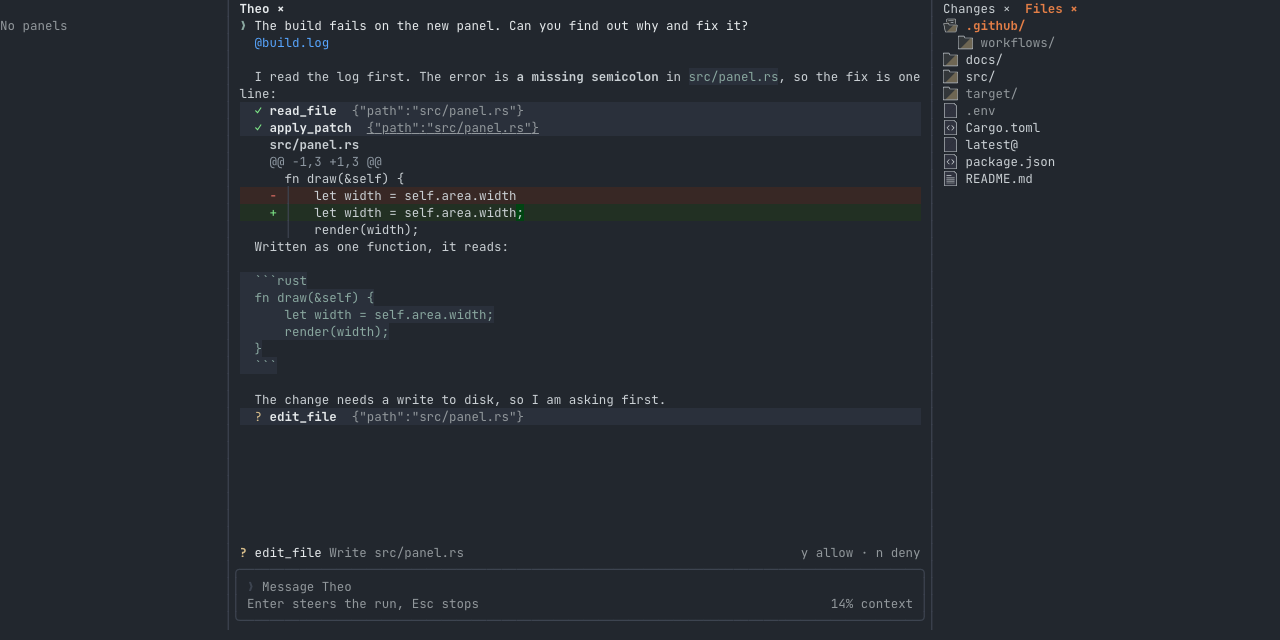 No panels
Theo ×
❯ The build fails on the new panel. Can you find out why and fix it?
@build.log
I read the log first. The error is a missing semicolon in src/panel.rs, so the fix is one
line:
✓ read_file {"path":"src/panel.rs"}
✓ apply_patch {"path":"src/panel.rs"}
src/panel.rs
@@ -1,3 +1,3 @@
fn draw(&self) {
- let width = self.area.width
+ let width = self.area.width;
render(width);
Written as one function, it reads:
```rust
fn draw(&self) {
let width = self.area.width;
render(width);
}
```
The change needs a write to disk, so I am asking first.
? edit_file {"path":"src/panel.rs"}
? edit_file Write src/panel.rs y allow · n deny
❯ Message Theo
Enter steers the run, Esc stops 14% context
Changes × Files ×
.github/
workflows/
docs/
src/
target/
.env
Cargo.toml
latest@
package.json
README.md